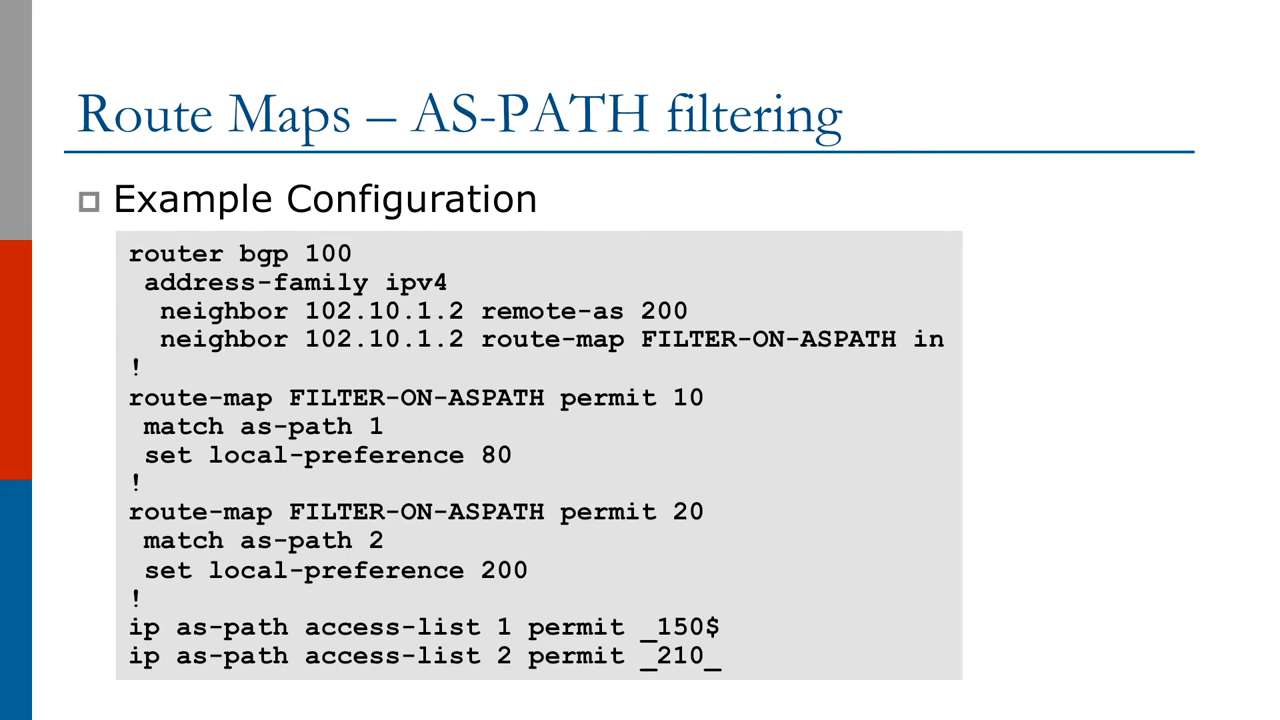 Route Maps – AS-PATH filtering
Example Configuration
router bgp 100
address-family ipv4
neighbor 102.10.1.2 remote-as 200
neighbor 102.10.1.2 route-map FILTER-ON-ASPATH in
!
route-map FILTER-ON-ASPATH permit 10
match as-path 1
set local-preference 80
!
route-map FILTER-ON-ASPATH permit 20
match as-path 2
set local-preference 200
!
ip as-path access-list 1 permit _150$
ip as-path access-list 2 permit _210_